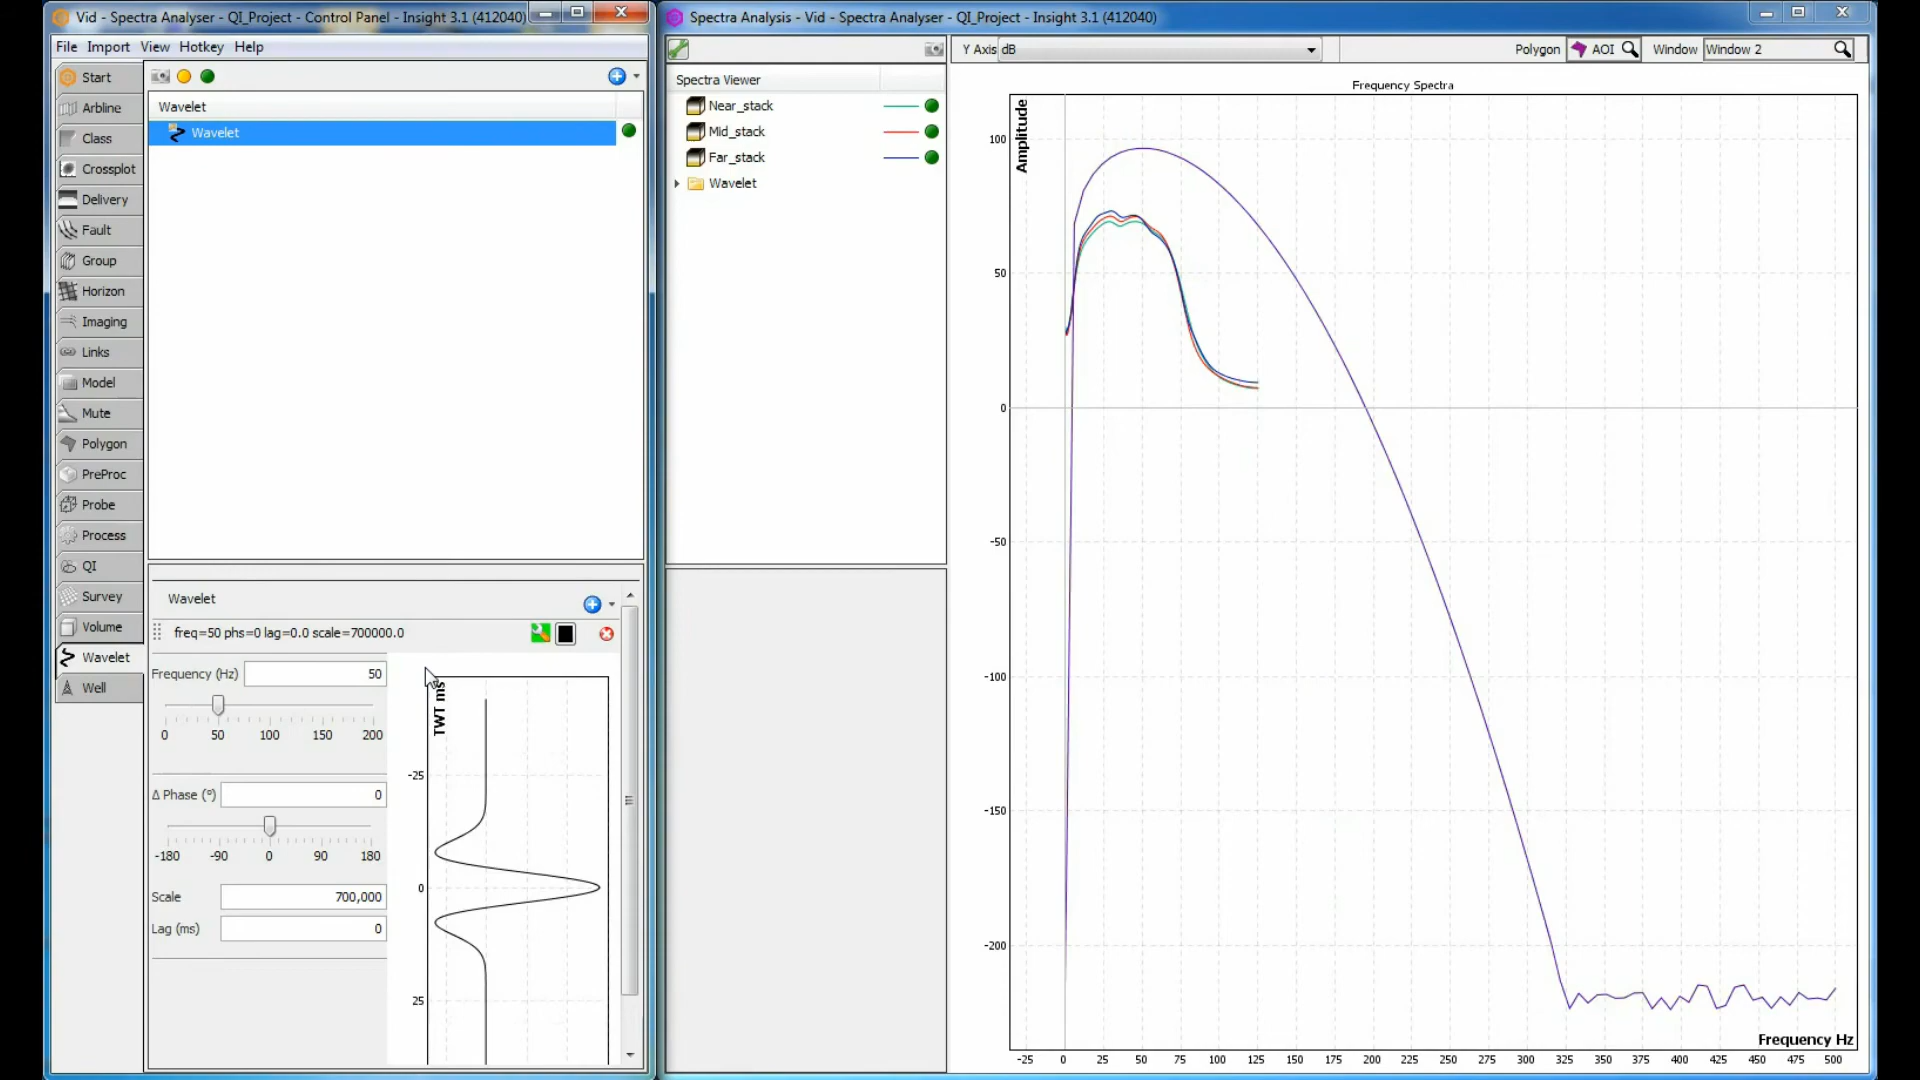 Vid - Spectra Analyser - QI_Project - Control Panel - Insight 3.1 (412040)
File Import View Hotkey Help
Start
Arbline
Class
Crossplot
Delivery
Fault
Group
Horizon
Imaging
Links
Model
Mute
Polygon
PreProc
Probe
Process
QI
Survey
Volume
Wavelet
Well
Wavelet
Wavelet
Wavelet
freq=50 phs=0 lag=0.0 scale=700000.0
Frequency (Hz) 50
0 50 100 150 200
Δ Phase (º) 0
-180 -90 0 90 180
Scale 700,000
Lag (ms) 0
TWT ms
-25
0
25
Spectra Analysis - Vid - Spectra Analyser - QI_Project - Insight 3.1 (412040)
Y Axis dB Polygon AOI Window Window 2
Spectra Viewer
Near_stack
Mid_stack
Far_stack
Wavelet
Frequency Spectra
Amplitude
100
50
0
-50
-100
-150
-200
Frequency Hz
-25 0 25 50 75 100 125 150 175 200 225 250 275 300 325 350 375 400 425 450 475 500